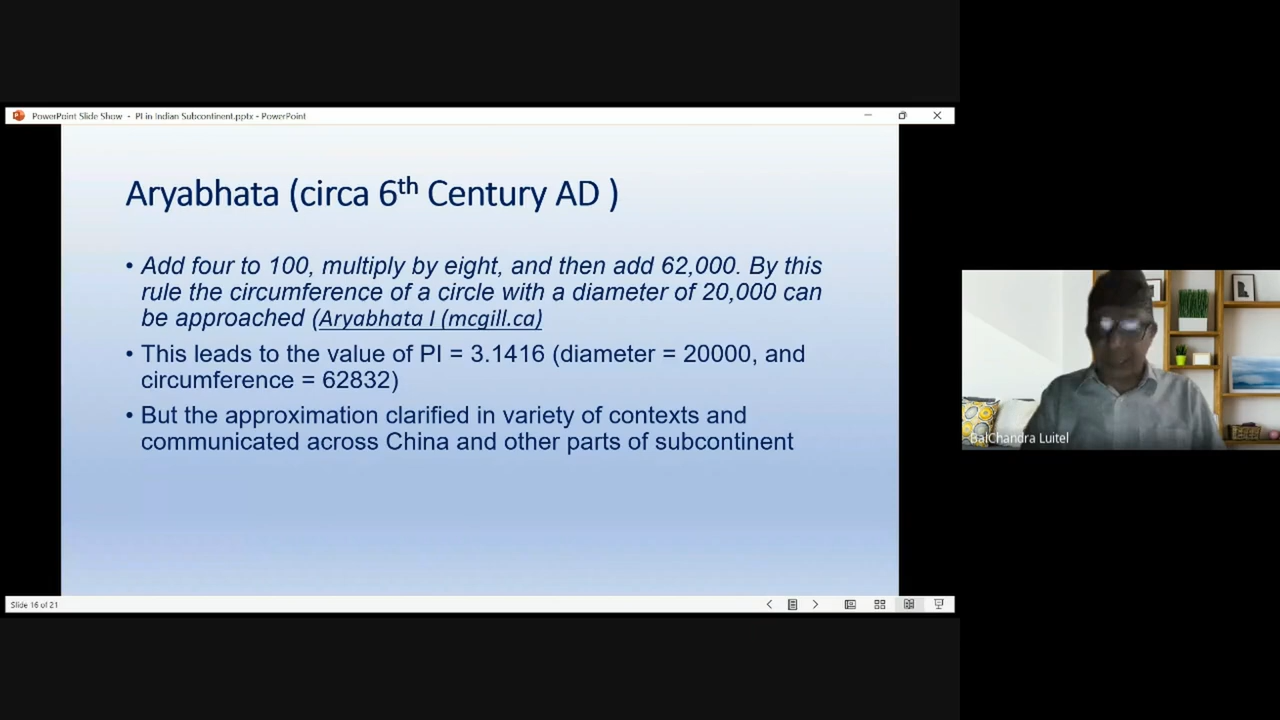 PowerPoint Slide Show - PI in Indian Subcontinent.pptx - PowerPoint
Aryabhata (circa 6th Century AD )
• Add four to 100, multiply by eight, and then add 62,000. By this
rule the circumference of a circle with a diameter of 20,000 can
be approached (Aryabhata I (mcgill.ca)
• This leads to the value of PI = 3.1416 (diameter = 20000, and
circumference = 62832)
• But the approximation clarified in variety of contexts and
communicated across China and other parts of subcontinent
BalChandra Luitel
Slide 16 of 21